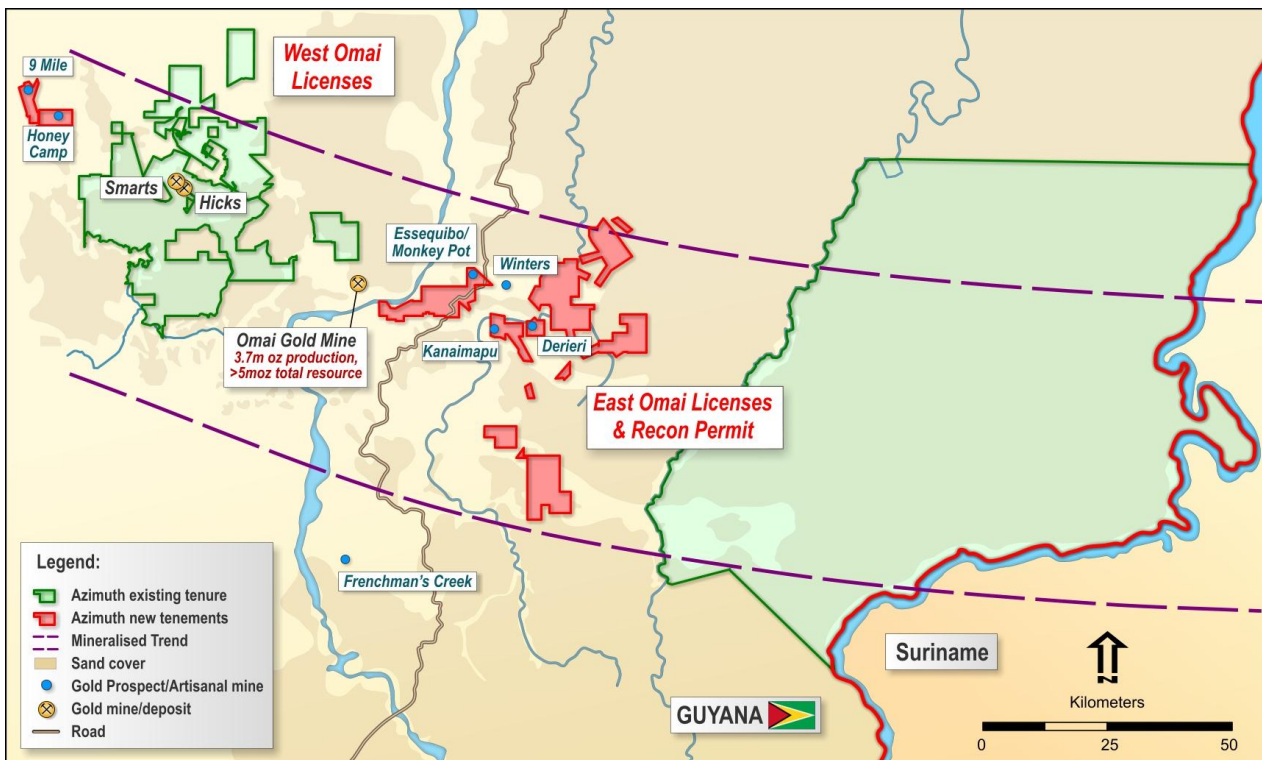 West Omai
Licenses
9 Mile
Honey
Camp
Smarts
Hicks
Essequibo/
Monkey Pot
Winters
Omai Gold Mine
3.7m oz production,
>5moz total resource
Kanaimapu
Derieri
East Omai Licenses
& Recon Permit
Frenchman's Creek
Legend:
Azimuth existing tenure
Azimuth new tenements
Mineralised Trend
Sand cover
Gold Prospect/Artisanal mine
Gold mine/deposit
Road
Suriname
GUYANA
N
Kilometers
0 25 50